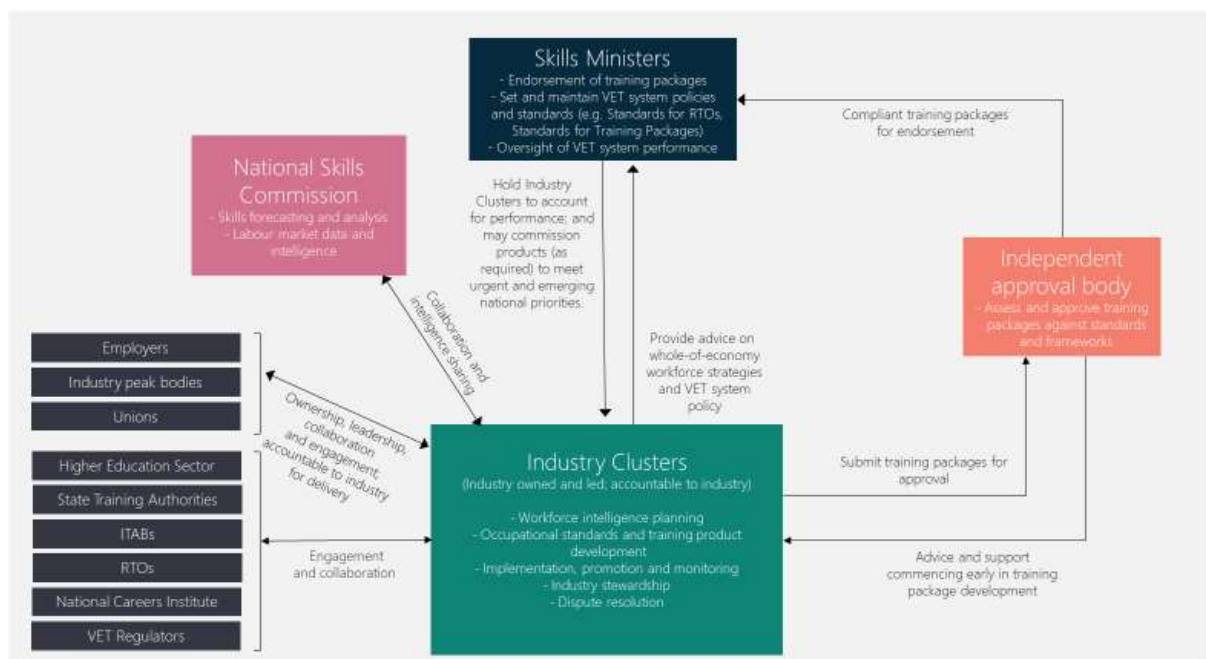 Skills Ministers
- Endorsement of training packages
- Set and maintain VET system policies
and standards (e.g. Standards for RTOs,
Standards for Training Packages)
- Oversight of VET system performance
Compliant training packages
for endorsement
National Skills
Commission
- Skills forecasting and analysis
- Labour market data and
intelligence
Hold Industry
Clusters to account
for performance; and
may commission
products (as
required) to meet
urgent and emerging
national priorities.
Independent
approval body
- Assess and approve training
packages against standards
and frameworks
Collaboration and
intelligence sharing
Provide advice on
whole-of-economy
workforce strategies
and VET system
policy
Employers
Industry peak bodies
Unions
Ownership, leadership,
collaboration
and engagement,
accountable to industry
for delivery
Higher Education Sector
State Training Authorities
ITABs
RTOs
National Careers Institute
VET Regulators
Engagement
and collaboration
Industry Clusters
(Industry owned and led; accountable to industry)
- Workforce intelligence planning
- Occupational standards and training product
development
- Implementation, promotion and monitoring
- Industry stewardship
- Dispute resolution
Submit training packages for
approval
Advice and support
commencing early in training
package development